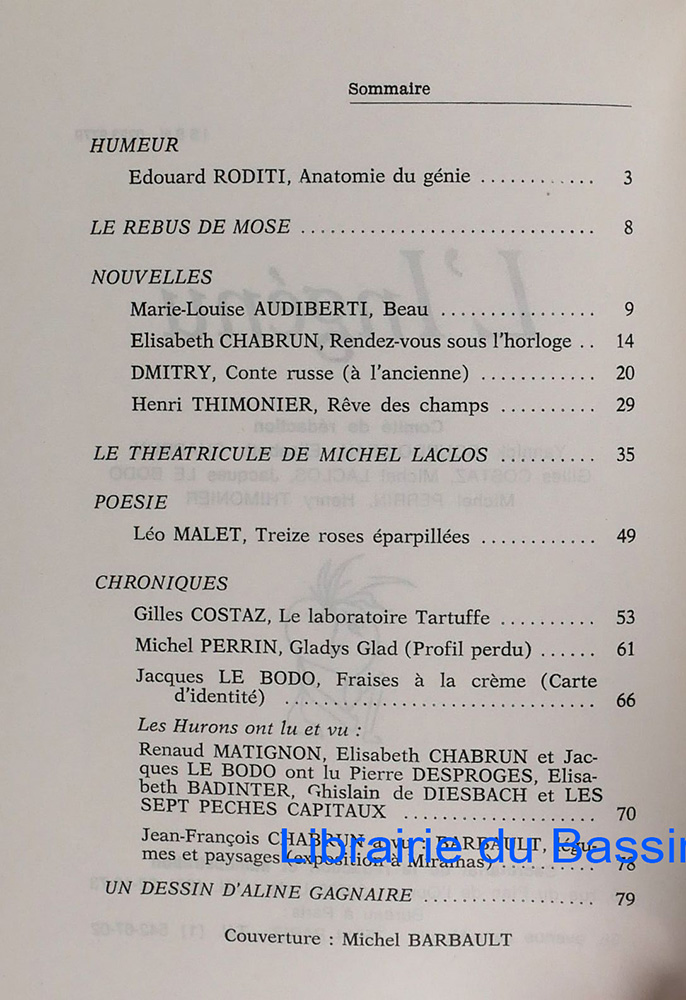 Sommaire
HUMEUR
Edouard RODITI, Anatomie du génie ............ 3
LE REBUS DE MOSE .............................. 8
NOUVELLES
Marie-Louise AUDIBERTI, Beau ................ 9
Elisabeth CHABRUN, Rendez-vous sous l'horloge .. 14
DMITRY, Conte russe (à l'ancienne) ............ 20
Henri THIMONIER, Rêve des champs .......... 29
LE THEATRICULE DE MICHEL LACLOS .......... 35
POESIE
Léo MALET, Treize roses éparpillées ............ 49
CHRONIQUES
Gilles COSTAZ, Le laboratoire Tartuffe .......... 53
Michel PERRIN, Gladys Glad (Profil perdu) ...... 61
Jacques LE BODO, Fraises à la crème (Carte
d'identité) ................................ 66
Les Hurons ont lu et vu :
Renaud MATIGNON, Elisabeth CHABRUN et Jac-
ques LE BODO ont lu Pierre DESPROGES, Elisa-
beth BADINTER, Ghislain de DIESBACH et LES
SEPT PECHES CAPITAUX .................... 70
Jean-François CHABRUN a vu BARBAULT, légu-
mes et paysages (exposition à Miramas) .......... 78
Librairie du Bassin
UN DESSIN D'ALINE GAGNAIRE .................. 79
Couverture : Michel BARBAULT